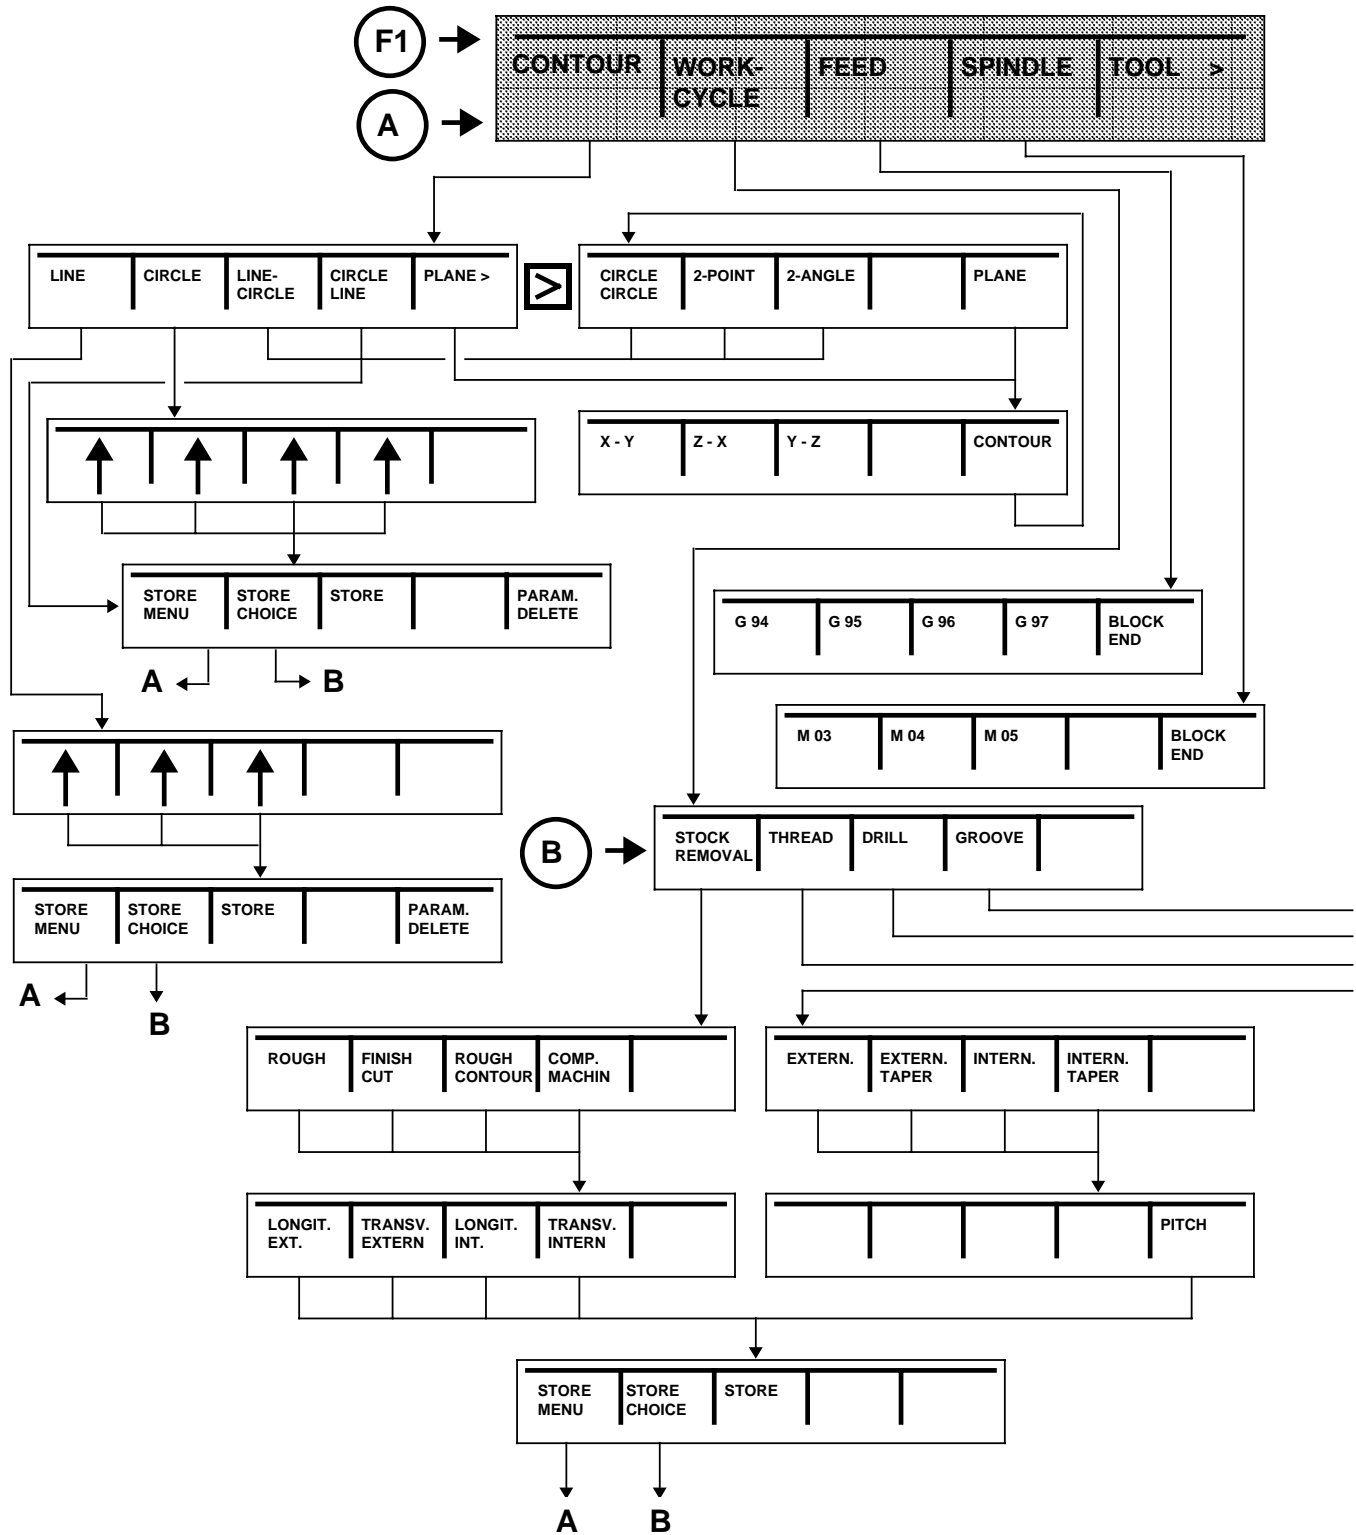 F1
CONTOUR WORK- FEED SPINDLE TOOL >
CYCLE
A
LINE CIRCLE LINE- CIRCLE PLANE >
CIRCLE LINE
>
CIRCLE 2-POINT 2-ANGLE PLANE
CIRCLE
X - Y Z - X Y - Z CONTOUR
STORE STORE STORE PARAM.
MENU CHOICE DELETE
A B
G 94 G 95 G 96 G 97 BLOCK
END
M 03 M 04 M 05 BLOCK
END
B
STOCK THREAD DRILL GROOVE
REMOVAL
STORE STORE STORE PARAM.
MENU CHOICE DELETE
A B
ROUGH FINISH ROUGH COMP.
CUT CONTOUR MACHIN
EXTERN. EXTERN. INTERN. INTERN.
TAPER TAPER
LONGIT. TRANSV. LONGIT. TRANSV.
EXT. EXTERN INT. INTERN
PITCH
STORE STORE STORE
MENU CHOICE
A B